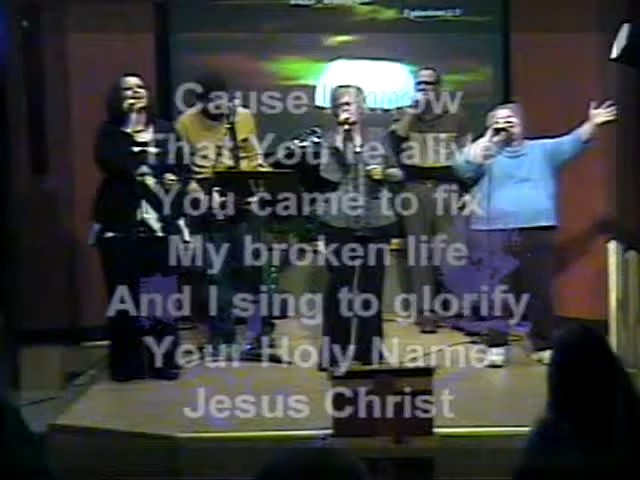 Cause I know
That You're alive
You came to fix
My broken life
And I sing to glorify
Your Holy Name
Jesus Christ